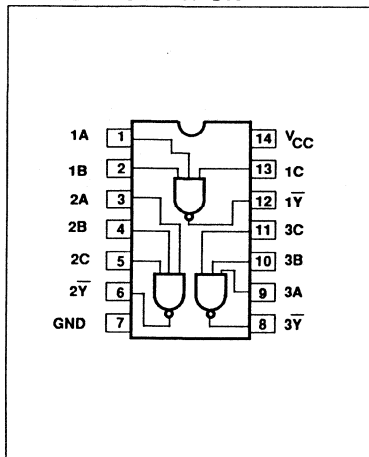 1A 1 14 VCC
1B 2 13 1C
2A 3 12 1Y̅
2B 4 11 3C
2C 5 10 3B
2Y̅ 6 9 3A
GND 7 8 3Y̅